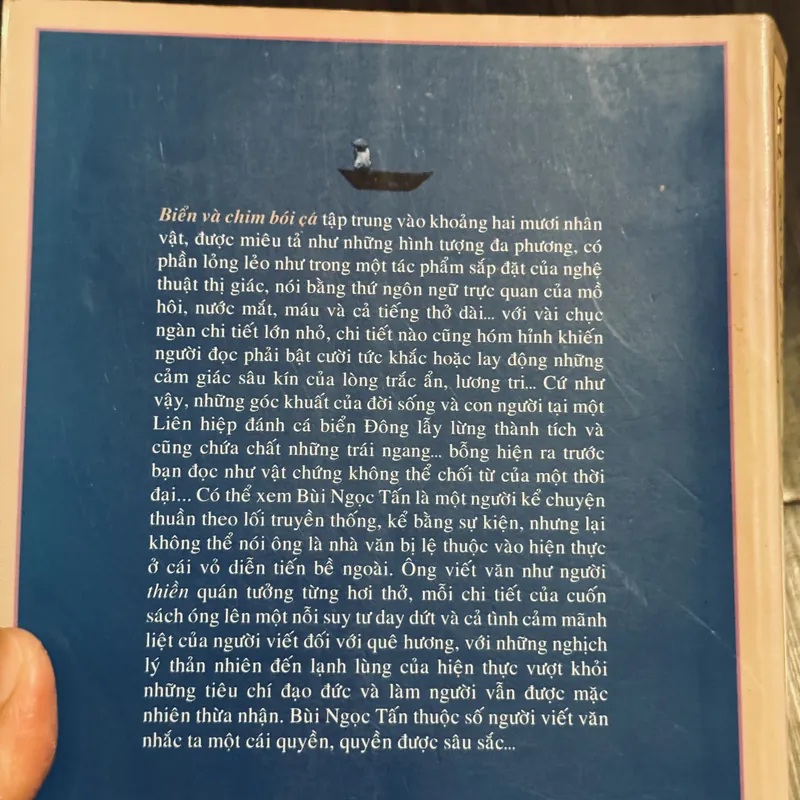 Biển và chim bói cá tập trung vào khoảng hai mươi nhân
vật, được miêu tả như những hình tượng đa phương, có
phần lỏng lẻo như trong một tác phẩm sắp đặt của nghệ
thuật thị giác, nói bằng thứ ngôn ngữ trực quan của mồ
hôi, nước mắt, máu và cả tiếng thở dài... với vài chục
ngàn chi tiết lớn nhỏ, chi tiết nào cũng hóm hỉnh khiến
người đọc phải bật cười tức khắc hoặc lay động những
cảm giác sâu kín của lòng trắc ẩn, lương tri... Cứ như
vậy, những góc khuất của đời sống và con người tại một
Liên hiệp đánh cá biển Đông lẫy lừng thành tích và
cũng chứa chất những trái ngang... bỗng hiện ra trước
bạn đọc như vật chứng không thể chối từ của một thời
đại... Có thể xem Bùi Ngọc Tấn là một người kể chuyện
thuần theo lối truyền thống, kể bằng sự kiện, nhưng lại
không thể nói ông là nhà văn bị lệ thuộc vào hiện thực
ở cái vỏ diễn tiến bề ngoài. Ông viết văn như người
thiền quán tưởng từng hơi thở, mỗi chi tiết của cuốn
sách óng lên một nỗi suy tư day dứt và cả tình cảm mãnh
liệt của người viết đối với quê hương, với những nghịch
lý thản nhiên đến lạnh lùng của hiện thực vượt khỏi
những tiêu chí đạo đức và làm người vẫn được mặc
nhiên thừa nhận. Bùi Ngọc Tấn thuộc số người viết văn
nhắc ta một cái quyền, quyền được sâu sắc...